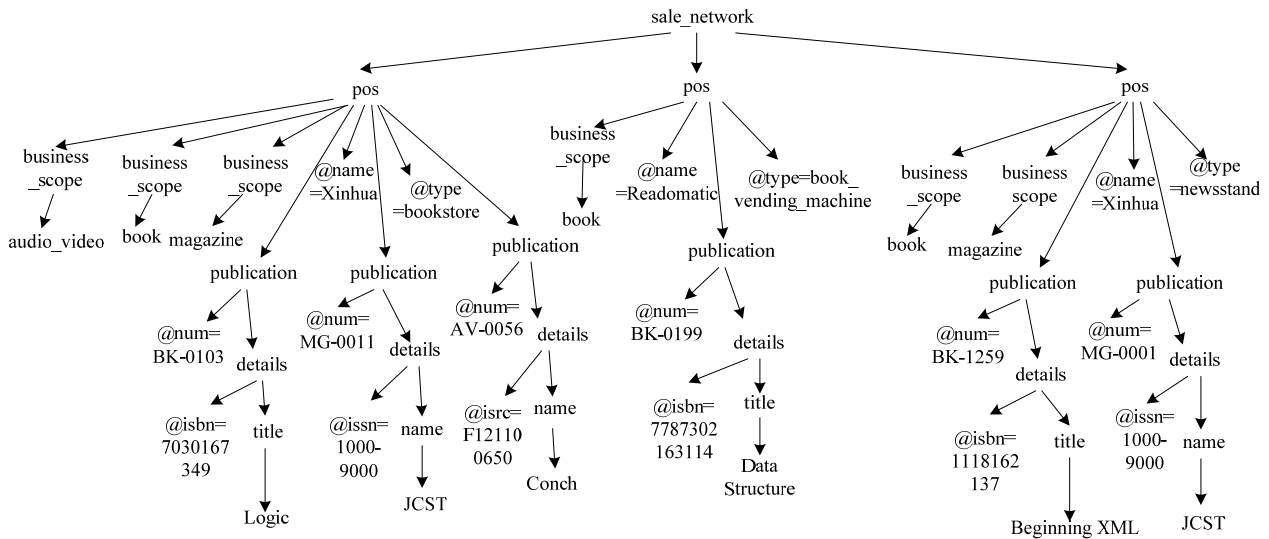 sale_network
pos
pos
pos
business
_scope
audio_video
business
_scope
book
business
_scope
magazine
@name
=Xinhua
@type
=bookstore
publication
@num=
BK-0103
details
@isbn=
7030167
349
title
Logic
publication
@num=
MG-0011
details
@issn=
1000-
9000
name
JCST
publication
@num=
AV-0056
details
@isrc=
F12110
0650
name
Conch
business
_scope
book
@name
=Readomatic
@type=book_
vending_machine
publication
@num=
BK-0199
details
@isbn=
7787302
163114
title
Data
Structure
business
_scope
book
business
scope
magazine
@name
=Xinhua
@type
=newsstand
publication
@num=
BK-1259
details
@isbn=
1118162
137
title
Beginning XML
publication
@num=
MG-0001
details
@issn=
1000-
9000
name
JCST